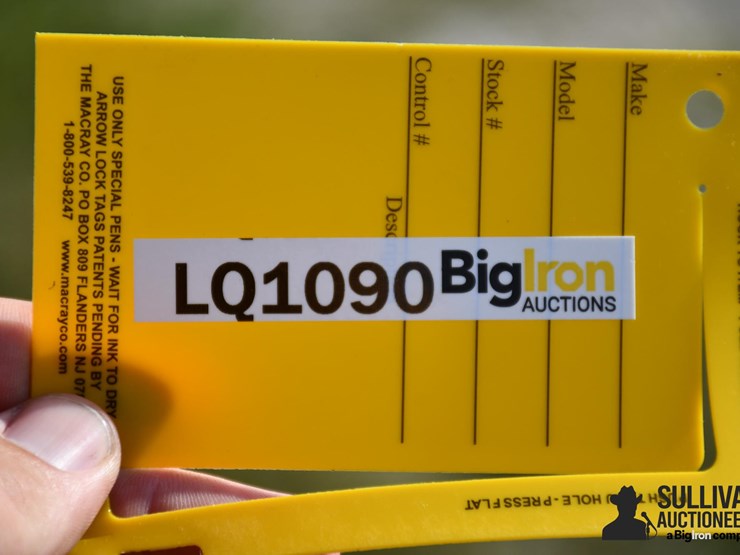 Make
Model
Stock #
Control #
LQ1090
BigIron
AUCTIONS
USE ONLY SPECIAL PENS - WAIT FOR INK TO DRY
ARROW LOCK TAGS PATENTS PENDING BY
THE MACRAY CO. PO BOX 809 FLANDERS NJ
1-800-539-8247 www.macrayco.com
HOLE - PRESS FLAT
SULLIVA
AUCTIONEE
a BigIron comp